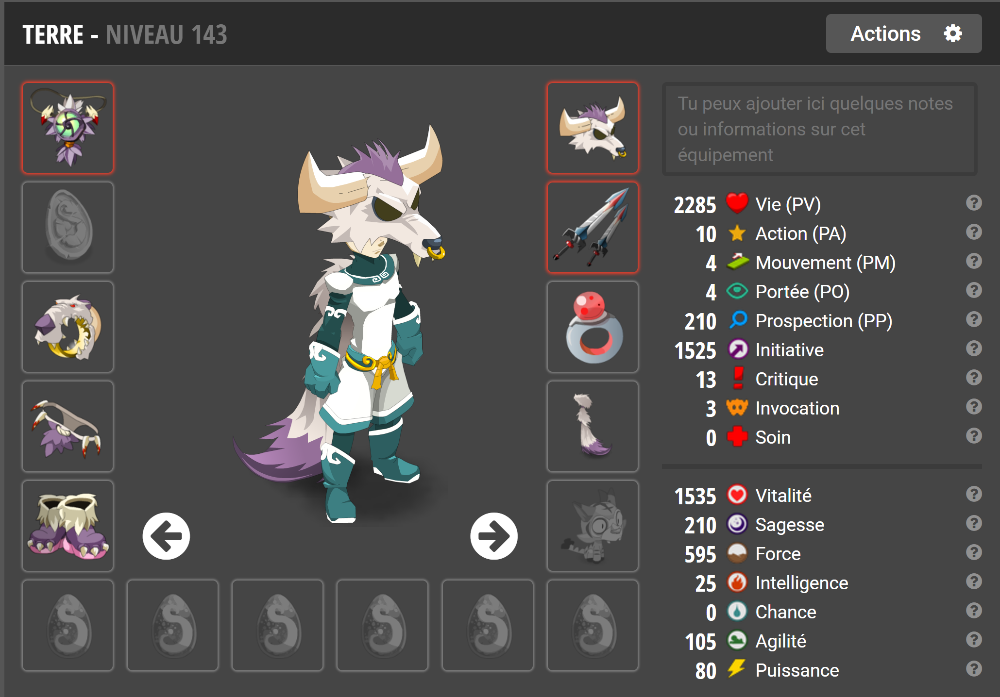 TERRE - NIVEAU 143
Actions
Tu peux ajouter ici quelques notes
ou informations sur cet
équipement
2285 Vie (PV) ?
10 Action (PA) ?
4 Mouvement (PM) ?
4 Portée (PO) ?
210 Prospection (PP) ?
1525 Initiative ?
13 Critique ?
3 Invocation ?
0 Soin ?
1535 Vitalité ?
210 Sagesse ?
595 Force ?
25 Intelligence ?
0 Chance ?
105 Agilité ?
80 Puissance ?